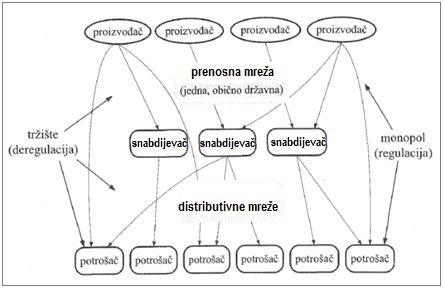 proizvođač proizvođač proizvođač proizvođač
prenosna mreža
(jedna, obično državna)
tržište
(deregulacija)
snabdijevač snabdijevač snabdijevač
monopol
(regulacija)
distributivne mreže
potrošač potrošač potrošač potrošač potrošač potrošač